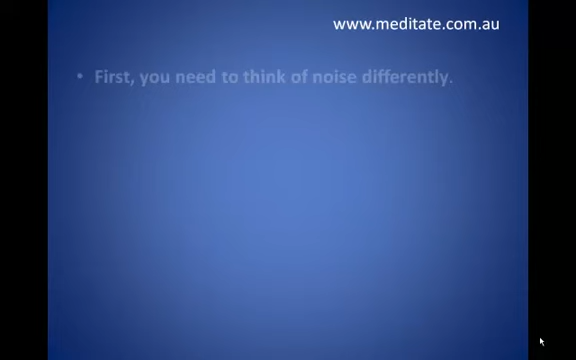 www.meditate.com.au
• First, you need to think of noise differently.